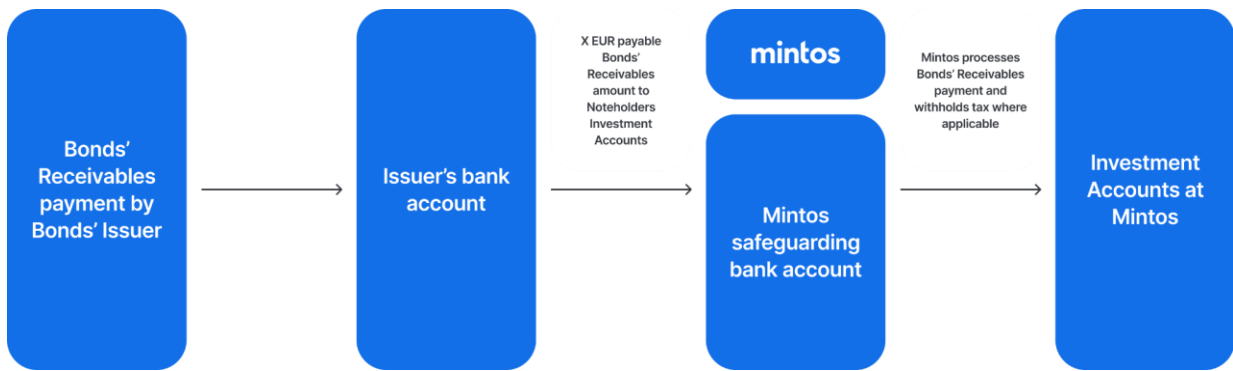 Bonds’
Receivables
payment by
Bonds’ Issuer
Issuer’s bank
account
X EUR payable
Bonds’
Receivables
amount to
Noteholders
Investment
Accounts
mintos
Mintos
safeguarding
bank account
Mintos processes
Bonds’ Receivables
payment and
withholds tax where
applicable
Investment
Accounts at
Mintos